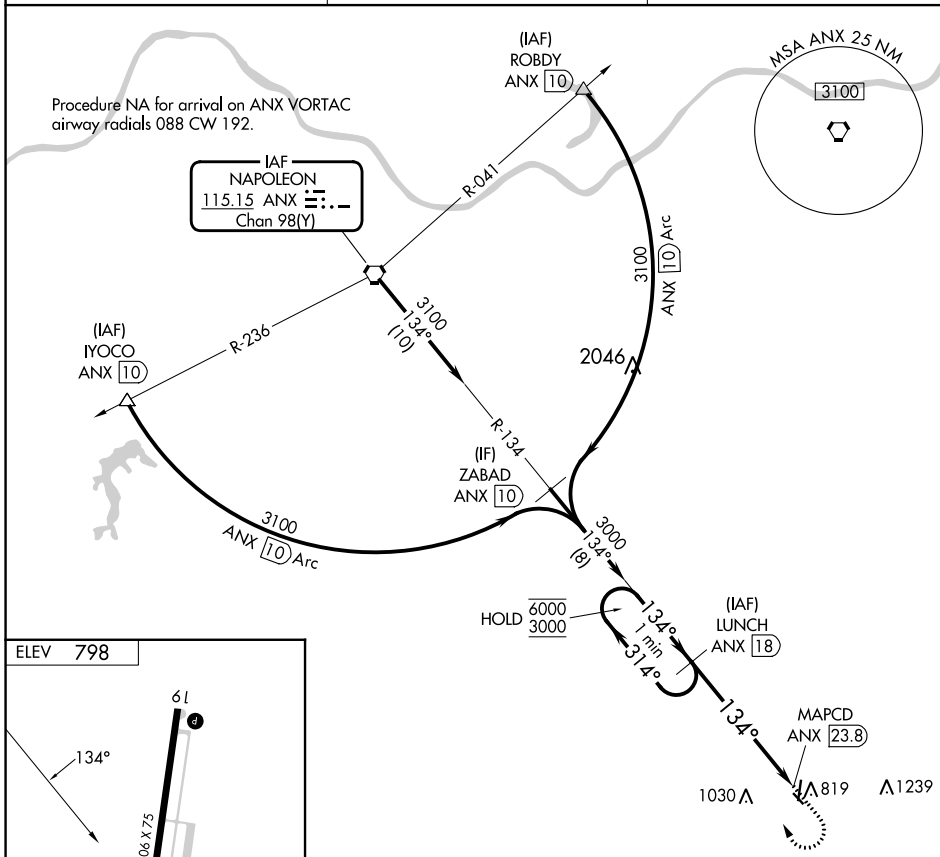 Procedure NA for arrival on ANX VORTAC
airway radials 088 CW 192.
(IAF)
ROBDY
ANX 10
MSA ANX 25 NM
3100
IAF
NAPOLEON
115.15 ANX
Chan 98(Y)
R-041
3100
ANX 10 Arc
R-236
3100
134°
(10)
(IAF)
IYOCO
ANX 10
2046
R-134
(IF)
ZABAD
ANX 10
3100
ANX 10 Arc
3000
134°
(8)
HOLD 6000
3000
134°
1 min
314°
(IAF)
LUNCH
ANX 18
134°
MAPCD
ANX 23.8
1030
819
1239
ELEV 798
19
P
134°
06 X 75